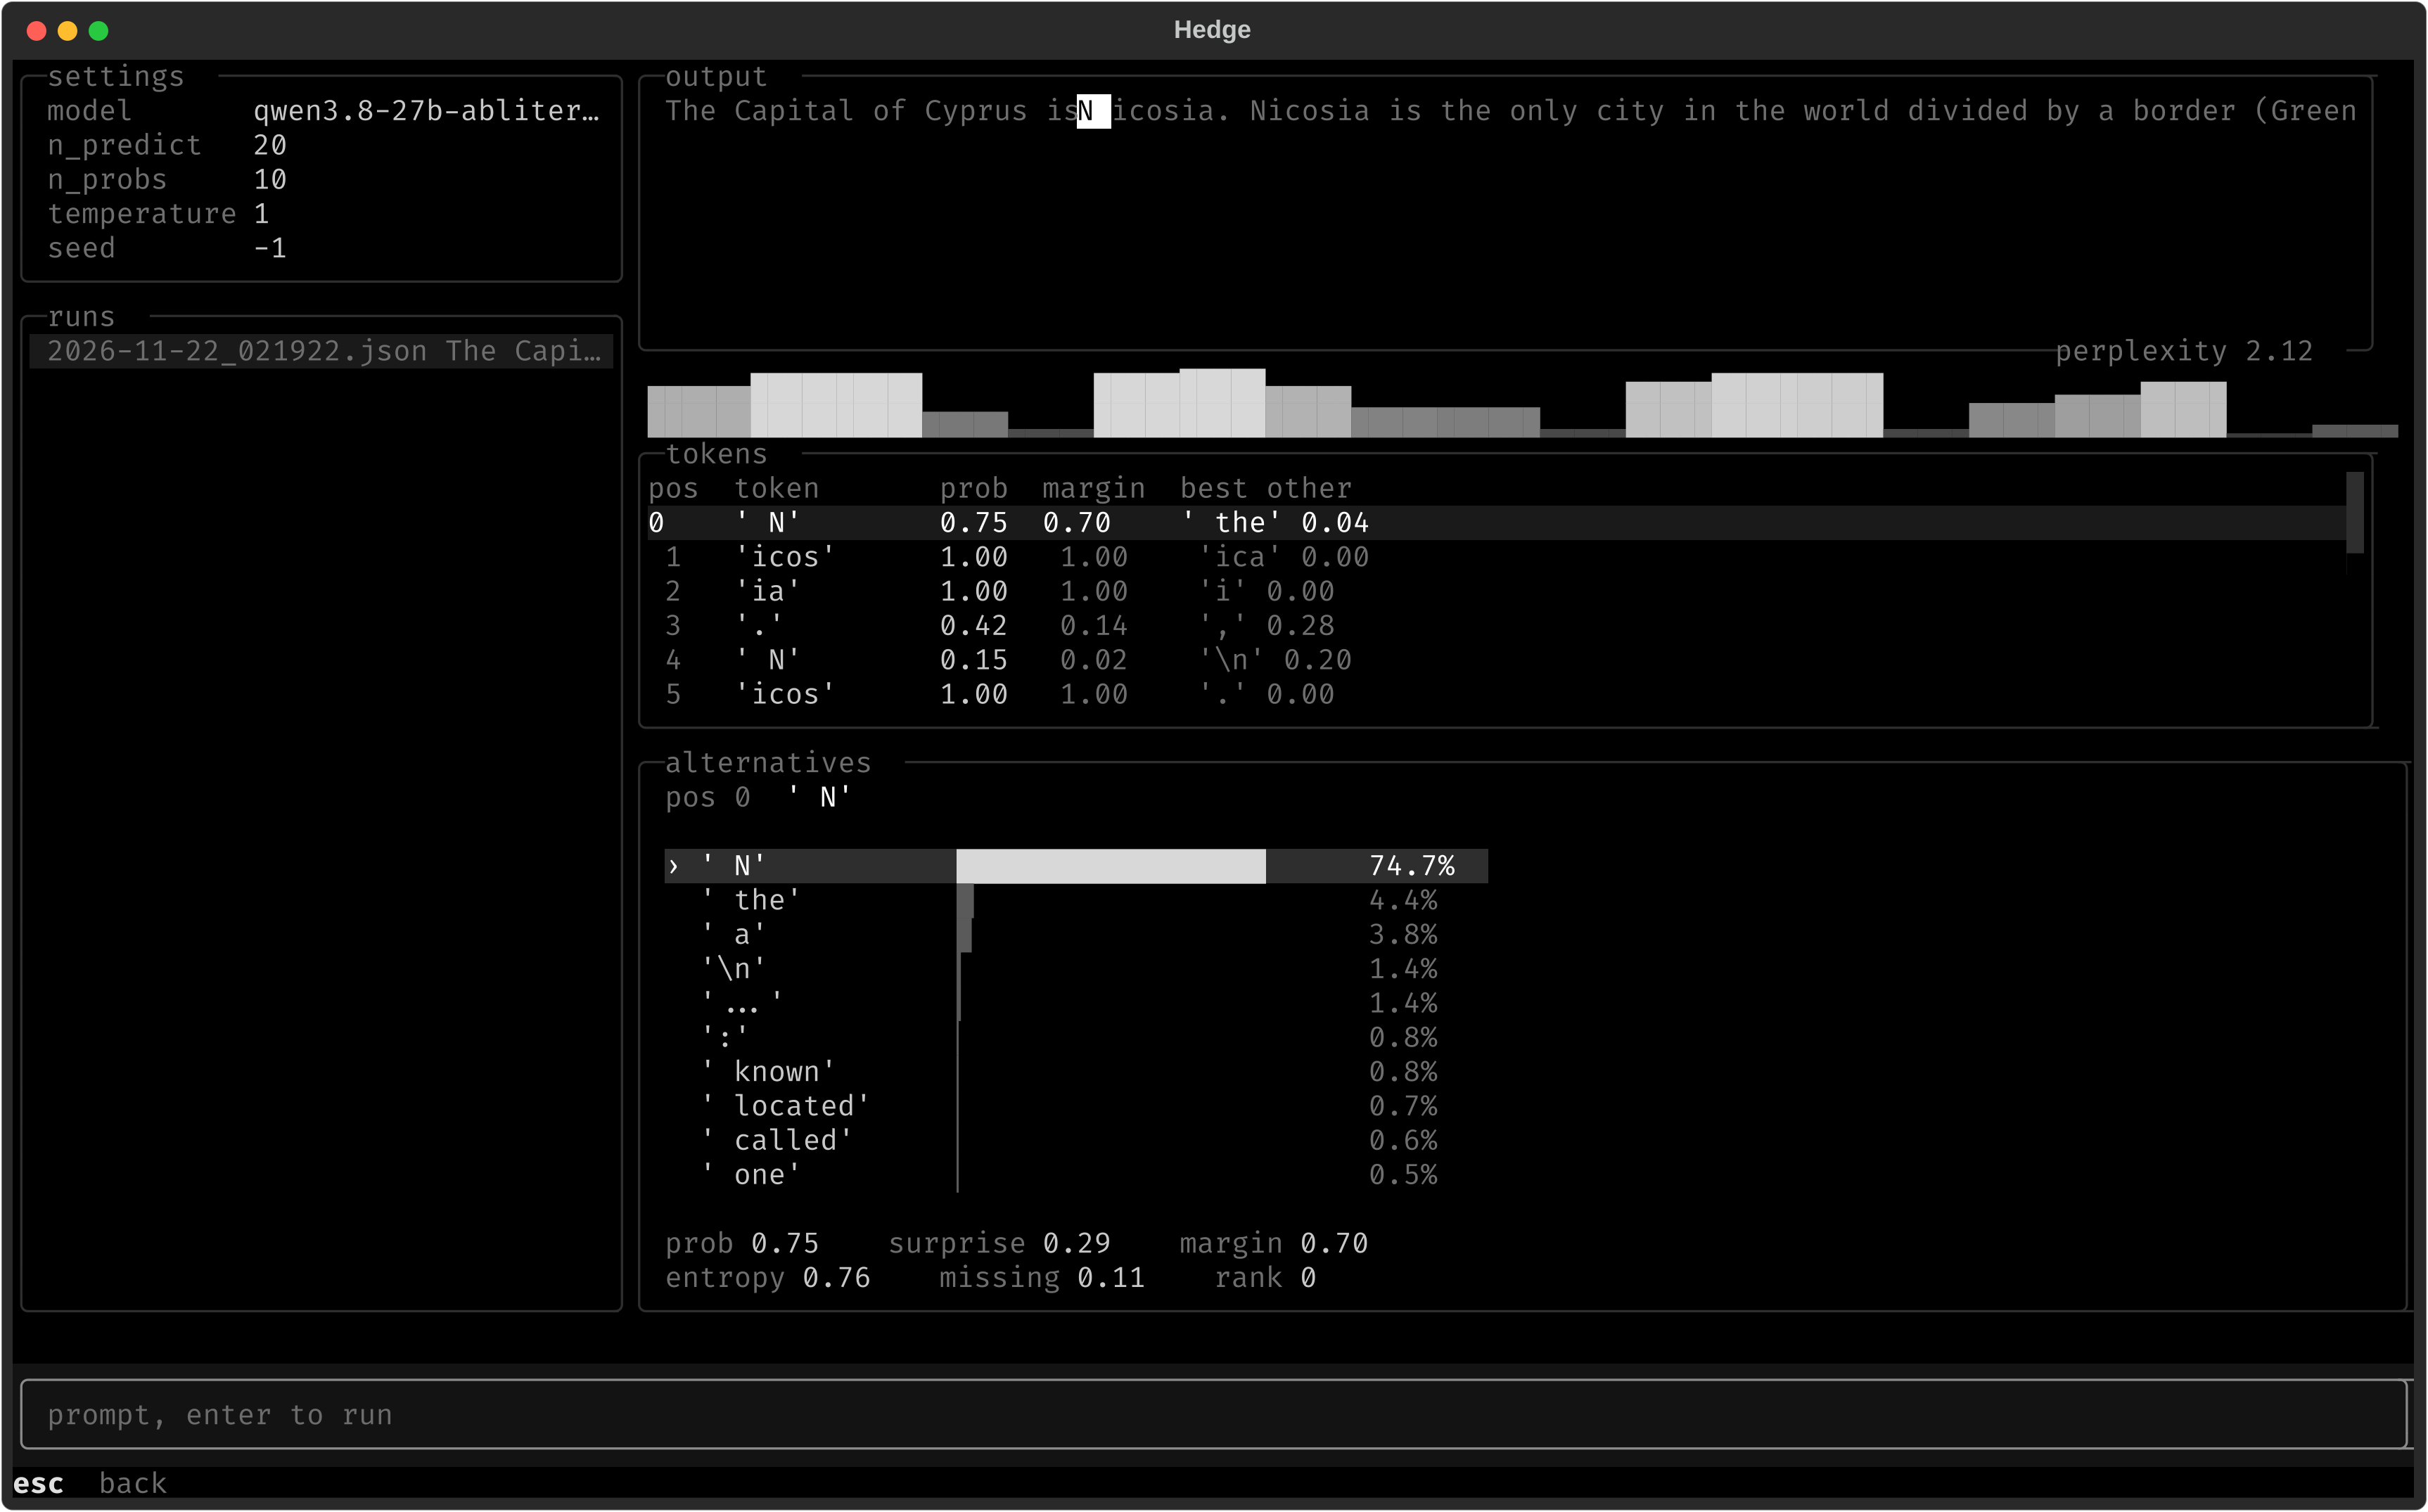 Hedge
settings
model qwen3.8-27b-abliter…
n_predict 20
n_probs 10
temperature 1
seed -1
runs
2026-11-22_021922.json The Capi…
output
The Capital of Cyprus is Nicosia. Nicosia is the only city in the world divided by a border (Green
perplexity 2.12
tokens
pos token prob margin best other
0 ' N' 0.75 0.70 ' the' 0.04
1 'icos' 1.00 1.00 'ica' 0.00
2 'ia' 1.00 1.00 'i' 0.00
3 '.' 0.42 0.14 ',' 0.28
4 ' N' 0.15 0.02 '\n' 0.20
5 'icos' 1.00 1.00 '.' 0.00
alternatives
pos 0 ' N'
› ' N' 74.7%
' the' 4.4%
' a' 3.8%
'\n' 1.4%
' …' 1.4%
':' 0.8%
' known' 0.8%
' located' 0.7%
' called' 0.6%
' one' 0.5%
prob 0.75 surprise 0.29 margin 0.70
entropy 0.76 missing 0.11 rank 0
prompt, enter to run
esc back